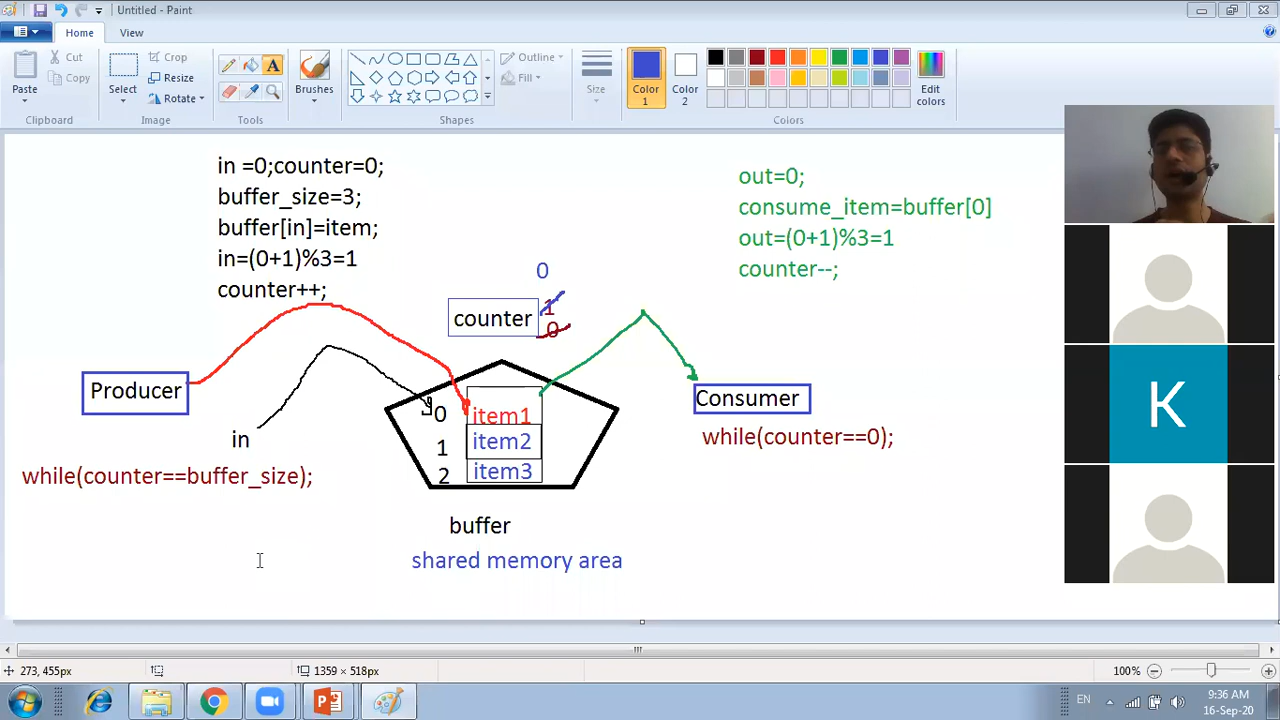 Untitled - Paint
Home
View
Paste
Cut
Copy
Clipboard
Select
Crop
Resize
Rotate
Image
Tools
Brushes
Shapes
Outline
Fill
Size
Color 1
Color 2
Edit colors
Colors
in =0;counter=0;
buffer_size=3;
buffer[in]=item;
in=(0+1)%3=1
counter++;
out=0;
consume_item=buffer[0]
out=(0+1)%3=1
counter--;
0
counter
1
0
Producer
Consumer
in
0
item1
1
item2
2
item3
while(counter==buffer_size);
while(counter==0);
buffer
shared memory area
K
273, 455px
1359 × 518px
100%
EN
9:36 AM
16-Sep-20